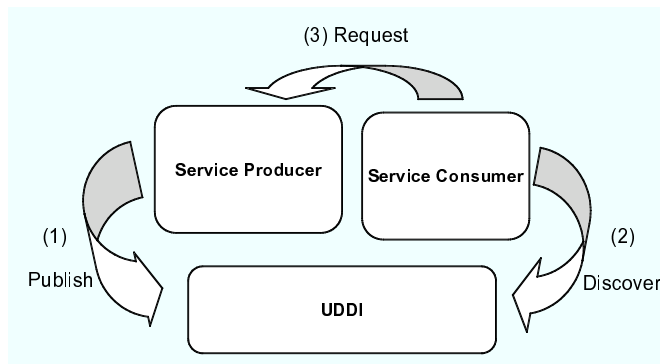 (3) Request
Service Producer
Service Consumer
(1)
Publish
(2)
Discover
UDDI